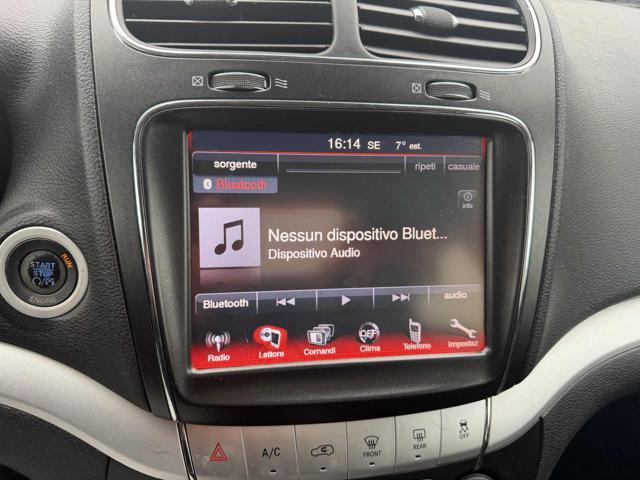 16:14 SE 7° est.
sorgente ripeti casuale
Bluetooth
info
Nessun dispositivo Bluet...
Dispositivo Audio
Bluetooth audio
OFF
Radio Lettore Comandi Clima Telefono Impostaz
START
STOP
RUN
ENGINE
A/C FRONT REAR OFF